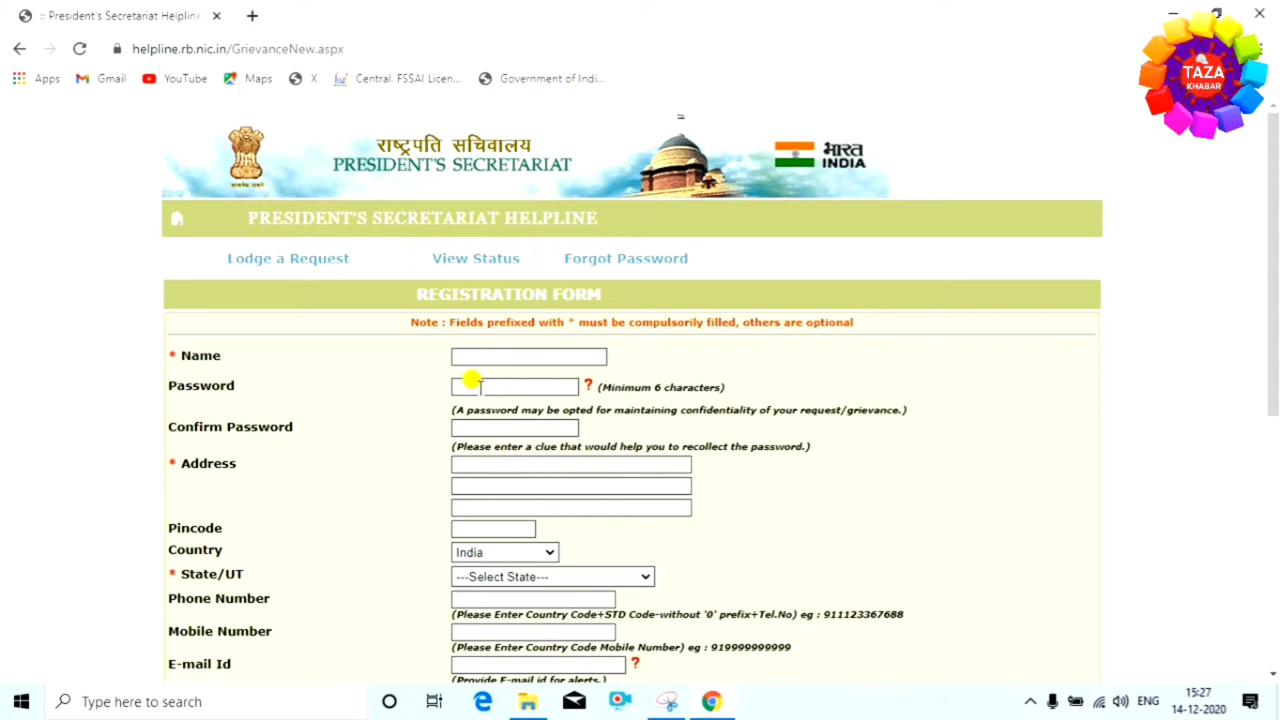 :: President's Secretariat Helpline
helpline.rb.nic.in/GrievanceNew.aspx
Apps Gmail YouTube Maps X Central. FSSAI Licen... Government of Indi...
TAZA
KHABAR
राष्ट्रपति सचिवालय
PRESIDENT'S SECRETARIAT
भारत
INDIA
PRESIDENT'S SECRETARIAT HELPLINE
Lodge a Request View Status Forgot Password
REGISTRATION FORM
Note : Fields prefixed with * must be compulsorily filled, others are optional
* Name
Password ? (Minimum 6 characters)
(A password may be opted for maintaining confidentiality of your request/grievance.)
Confirm Password
(Please enter a clue that would help you to recollect the password.)
* Address
Pincode
Country India
* State/UT ---Select State---
Phone Number
(Please Enter Country Code+STD Code-without '0' prefix+Tel.No) eg : 911123367688
Mobile Number
(Please Enter Country Code Mobile Number) eg : 919999999999
E-mail Id ?
(Provide E-mail id for alerts.)
Type here to search
ENG
15:27
14-12-2020